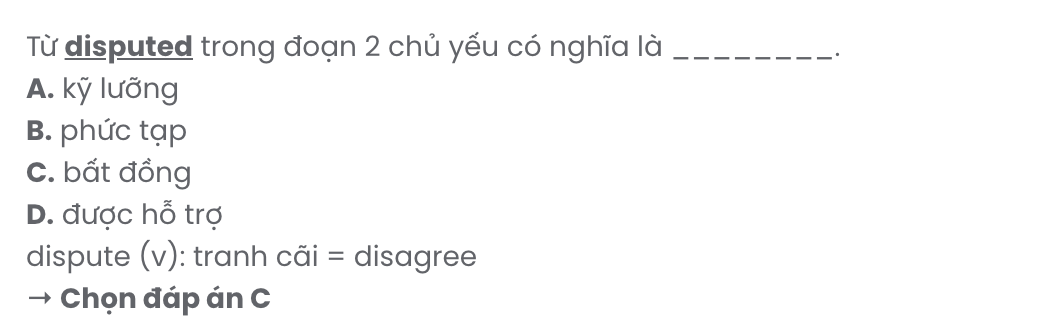 Từ disputed trong đoạn 2 chủ yếu có nghĩa là ________.
A. kỹ lưỡng
B. phức tạp
C. bất đồng
D. được hỗ trợ
dispute (v): tranh cãi = disagree
→ Chọn đáp án C